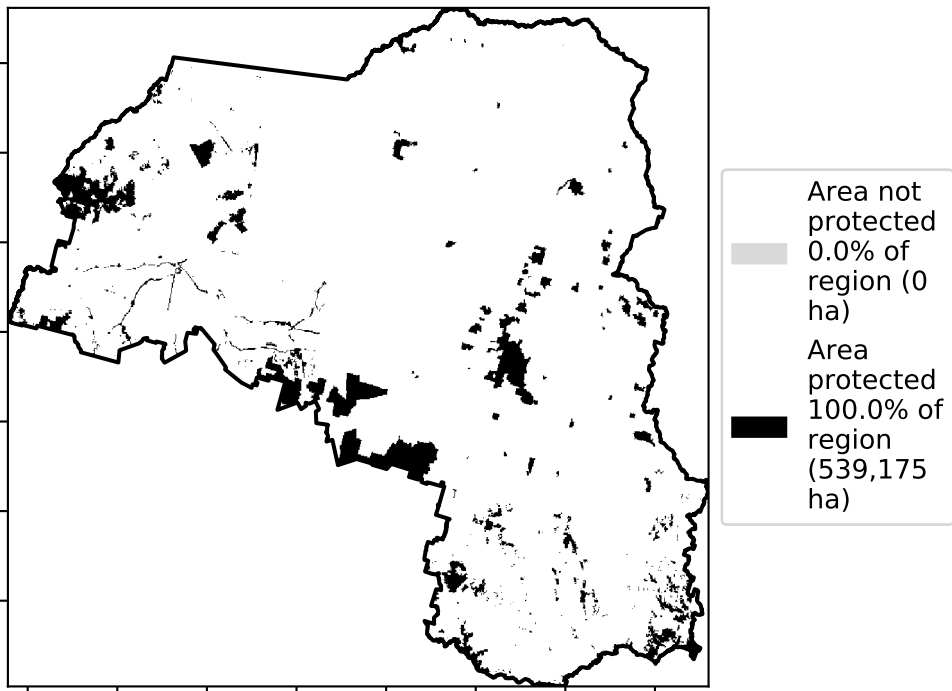 Area not
protected
0.0% of
region (0
ha)
Area
protected
100.0% of
region
(539,175
ha)